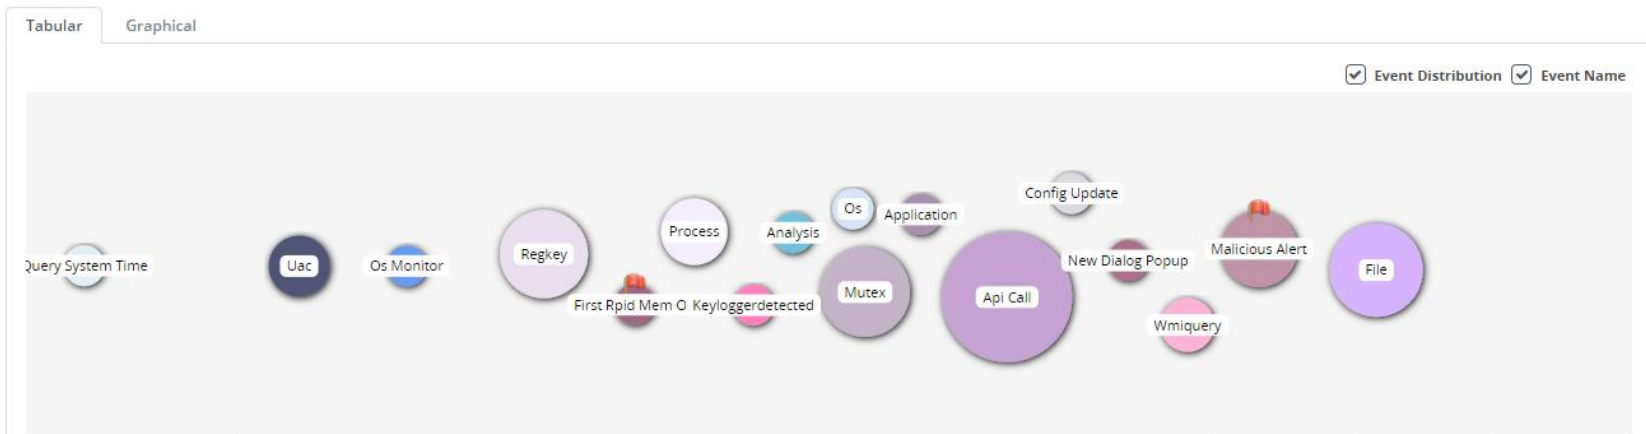 Tabular Graphical
Event Distribution Event Name
Query System Time
Uac
Os Monitor
Regkey
First Rpid Mem O
Process
Keyloggerdetected
Analysis
Os
Mutex
Application
Api Call
Config Update
New Dialog Popup
Wmiquery
Malicious Alert
File